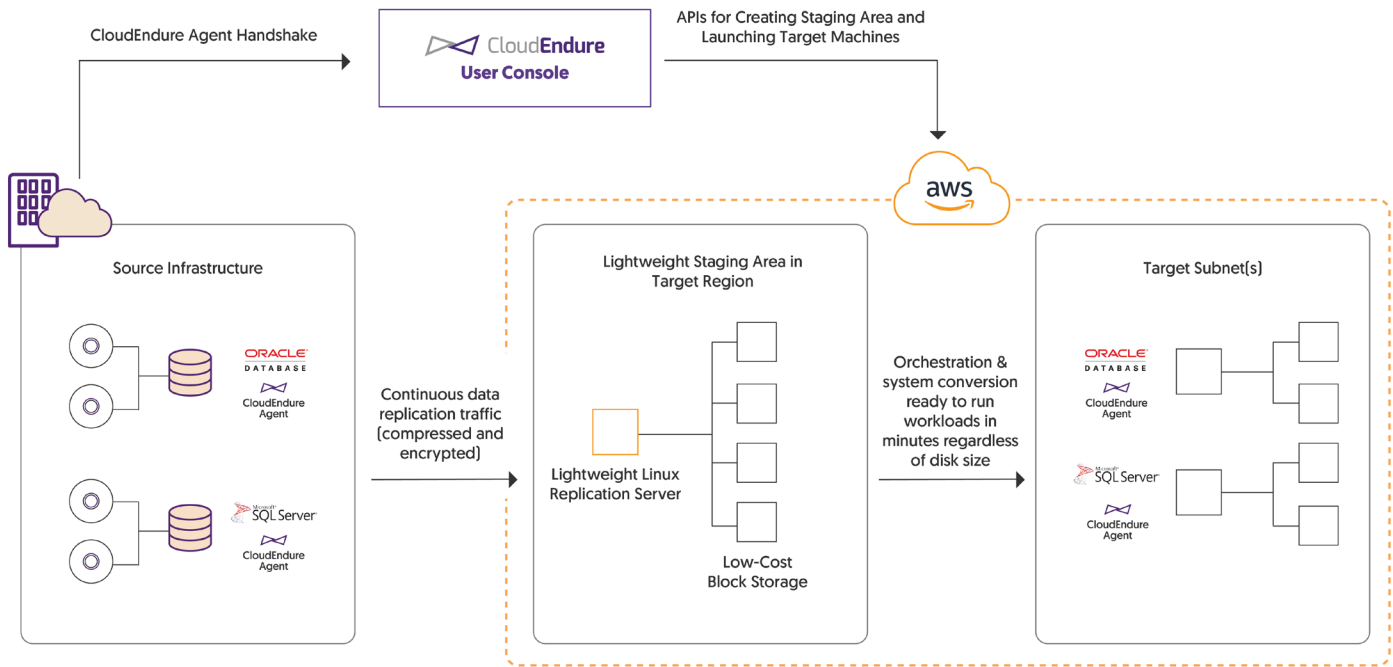 CloudEndure Agent Handshake
CloudEndure
User Console
APIs for Creating Staging Area and
Launching Target Machines
aws
Source Infrastructure
ORACLE
DATABASE
CloudEndure
Agent
Microsoft
SQL Server
CloudEndure
Agent
Continuous data
replication traffic
(compressed and
encrypted)
Lightweight Staging Area in
Target Region
Lightweight Linux
Replication Server
Low-Cost
Block Storage
Orchestration &
system conversion
ready to run
workloads in
minutes regardless
of disk size
Target Subnet(s)
ORACLE
DATABASE
CloudEndure
Agent
Microsoft
SQL Server
CloudEndure
Agent